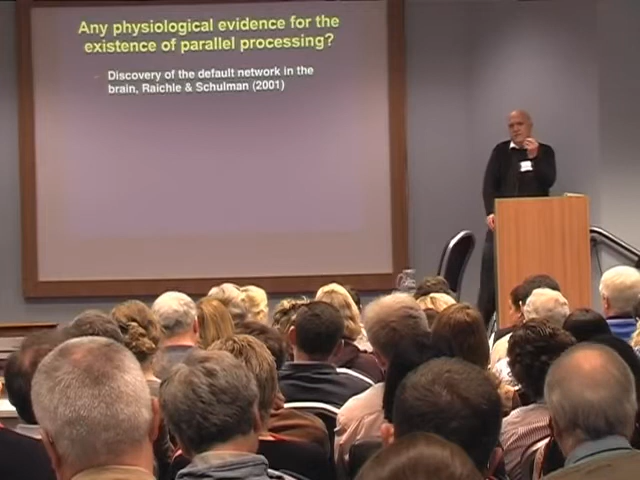 Any physiological evidence for the
existence of parallel processing?
– Discovery of the default network in the
brain, Raichle & Schulman (2001)